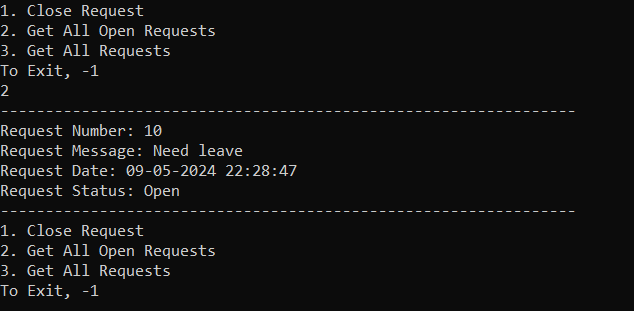 1. Close Request
2. Get All Open Requests
3. Get All Requests
To Exit, -1
2
----------------------------------------------------------------
Request Number: 10
Request Message: Need leave
Request Date: 09-05-2024 22:28:47
Request Status: Open
----------------------------------------------------------------
1. Close Request
2. Get All Open Requests
3. Get All Requests
To Exit, -1